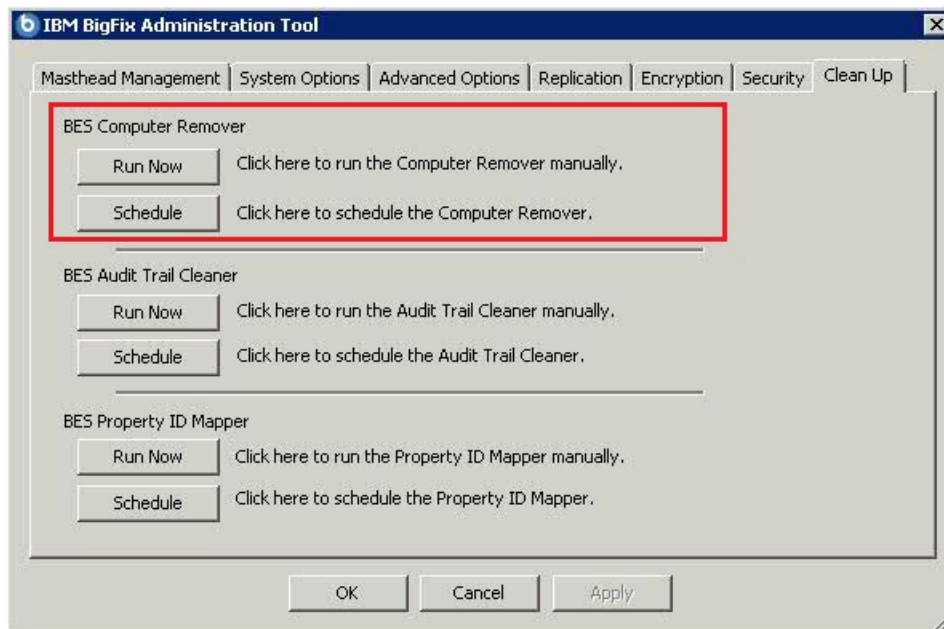 IBM BigFix Administration Tool
Masthead Management System Options Advanced Options Replication Encryption Security Clean Up
BES Computer Remover
Run Now Click here to run the Computer Remover manually.
Schedule Click here to schedule the Computer Remover.
BES Audit Trail Cleaner
Run Now Click here to run the Audit Trail Cleaner manually.
Schedule Click here to schedule the Audit Trail Cleaner.
BES Property ID Mapper
Run Now Click here to run the Property ID Mapper manually.
Schedule Click here to schedule the Property ID Mapper.
OK Cancel Apply